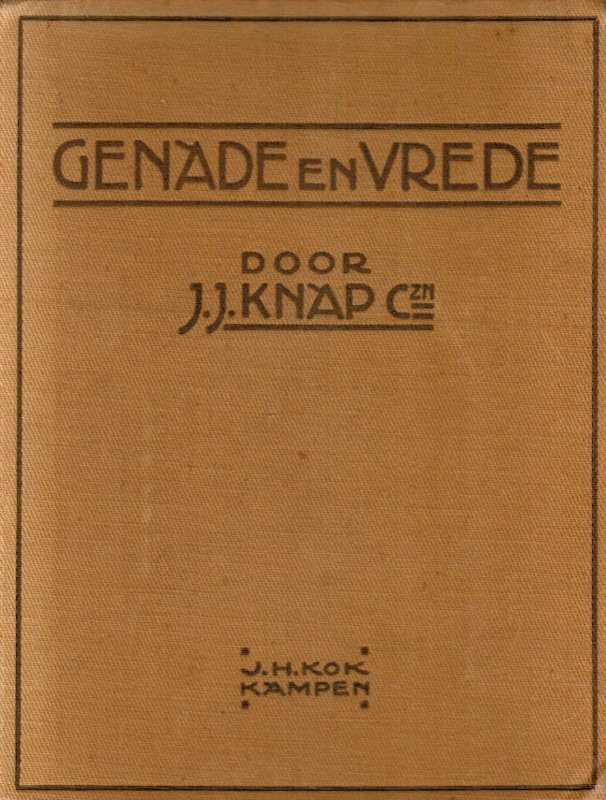 GENADE EN VREDE
DOOR
J.J. KNAP CZN
J.H. KOK
KAMPEN